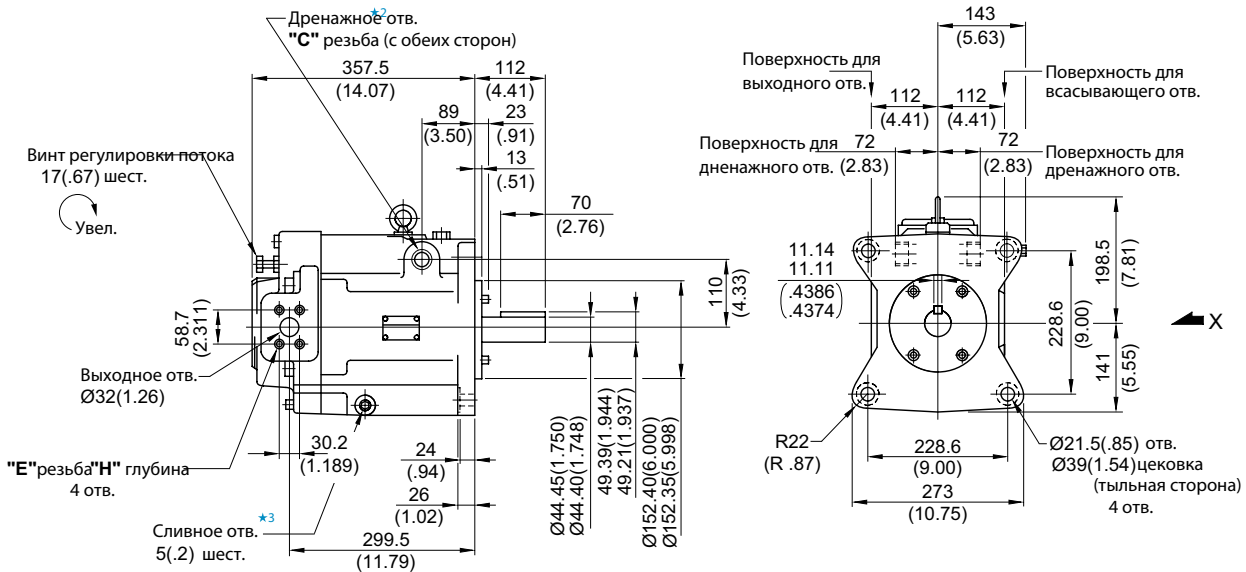 Дренажное отв.★2
"C" резьба (с обеих сторон)
357.5
(14.07)
112
(4.41)
89
(3.50)
23
(.91)
13
(.51)
Винт регулировки потока
17(.67) шест.
Увел.
70
(2.76)
110
(4.33)
58.7
(2.311)
Выходное отв.
Ø32(1.26)
30.2
(1.189)
"E"резьба"H" глубина
4 отв.
24
(.94)
26
(1.02)
Сливное отв.★3
5(.2) шест.
299.5
(11.79)
Ø44.45(1.750)
Ø44.40(1.748)
49.39(1.944)
49.21(1.937)
Ø152.40(6.000)
Ø152.35(5.998)
143
(5.63)
Поверхность для
выходного отв.
Поверхность для
всасывающего отв.
112
(4.41)
112
(4.41)
Поверхность для
дненажного отв.
72
(2.83)
72
(2.83)
Поверхность для
дренажного отв.
11.14
11.11
(.4386
.4374)
198.5
(7.81)
228.6
(9.00)
141
(5.55)
X
R22
(R .87)
228.6
(9.00)
273
(10.75)
Ø21.5(.85) отв.
Ø39(1.54)цековка
(тыльная сторона)
4 отв.